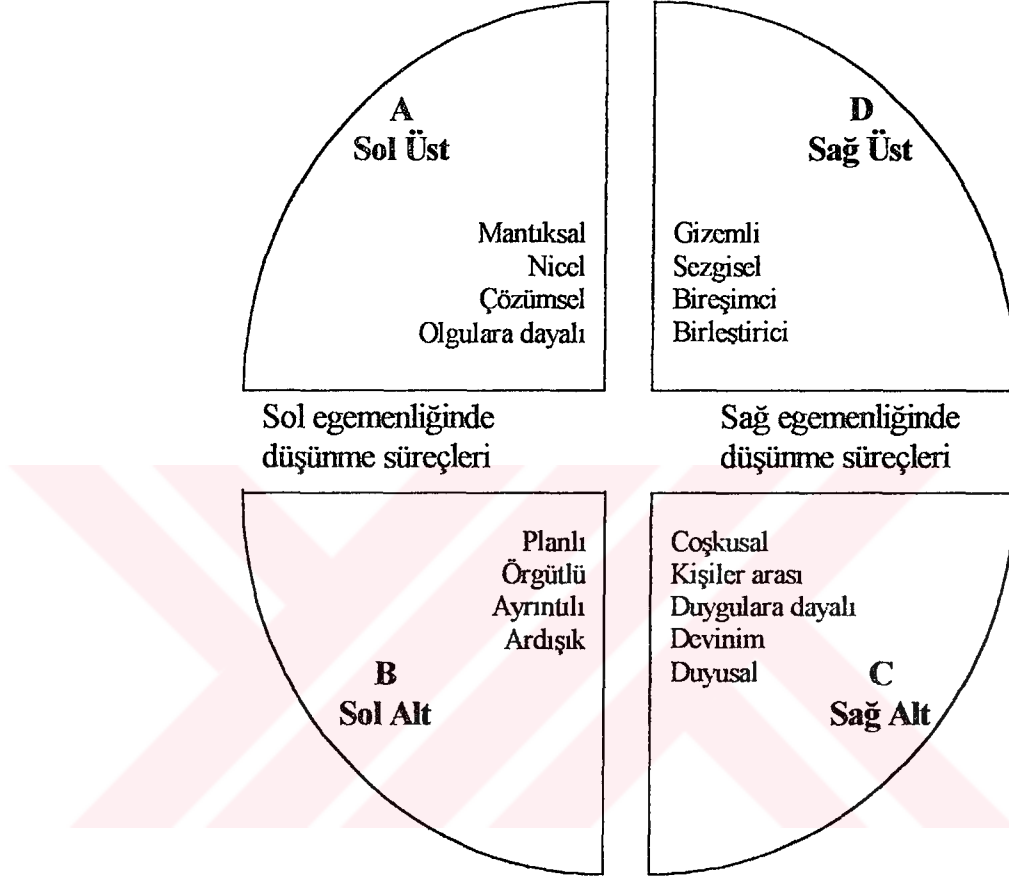 A
Sol Üst
Mantıksal
Nicel
Çözümsel
Olgulara dayalı
D
Sağ Üst
Gizemli
Sezgisel
Bireşimci
Birleştirici
Sol egemenliğinde
düşünme süreçleri
Sağ egemenliğinde
düşünme süreçleri
Planlı
Örgütlü
Ayrıntılı
Ardışık
B
Sol Alt
Coşkusal
Kişiler arası
Duygulara dayalı
Devinim
Duyusal
C
Sağ Alt